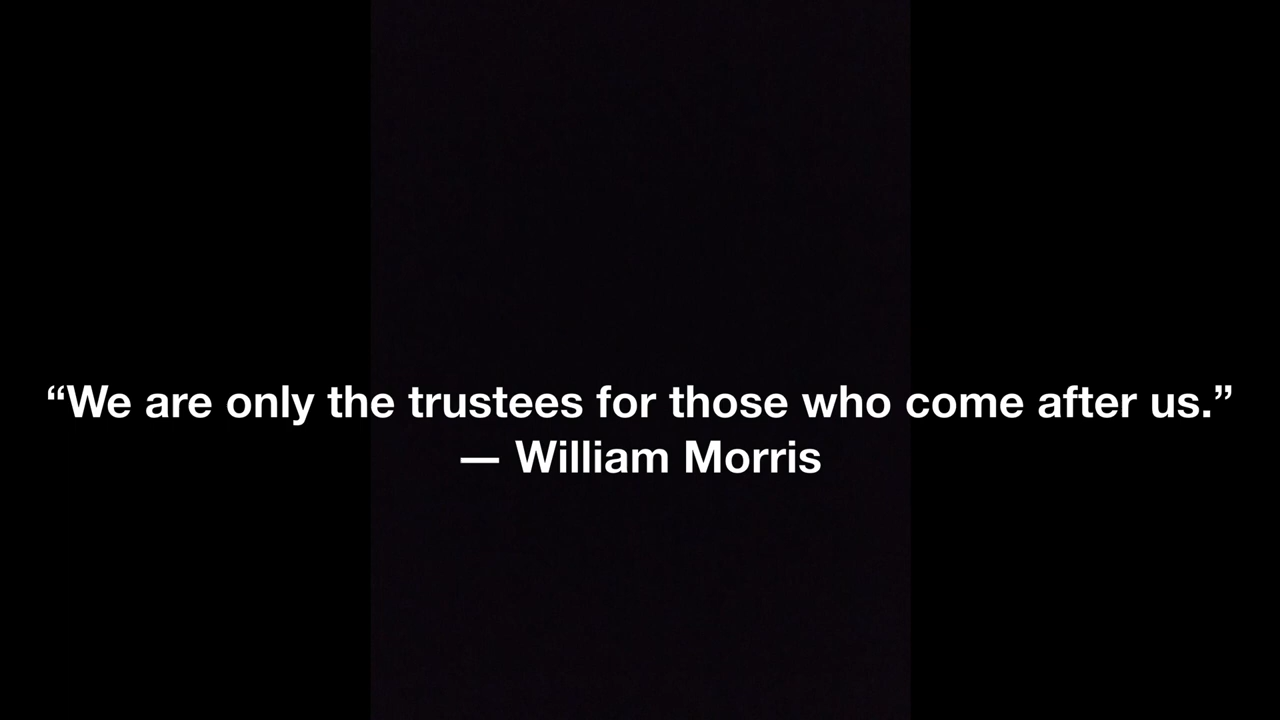 “We are only the trustees for those who come after us.”
— William Morris